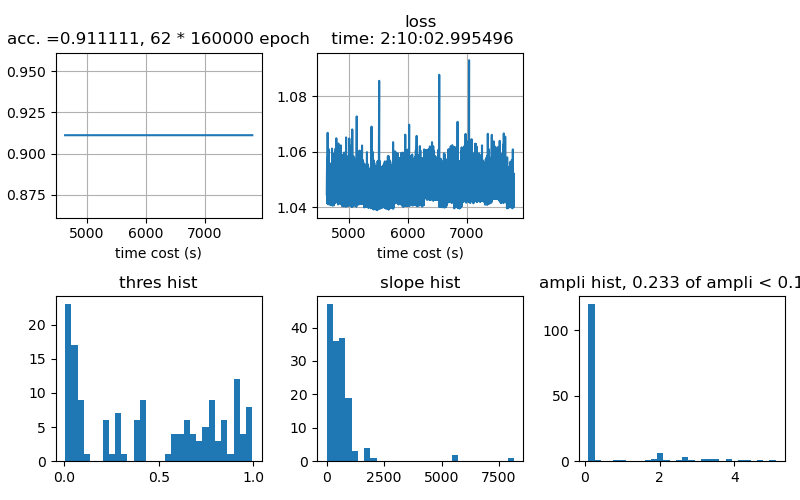 acc. =0.911111, 62 * 160000 epoch
0.950
0.925
0.900
0.875
5000 6000 7000
time cost (s)
loss
time: 2:10:02.995496
1.08
1.06
1.04
5000 6000 7000
time cost (s)
thres hist
20
15
10
5
0
0.0 0.5 1.0
slope hist
40
30
20
10
0
0 2500 5000 7500
ampli hist, 0.233 of ampli < 0.1
100
50
0
0 2 4